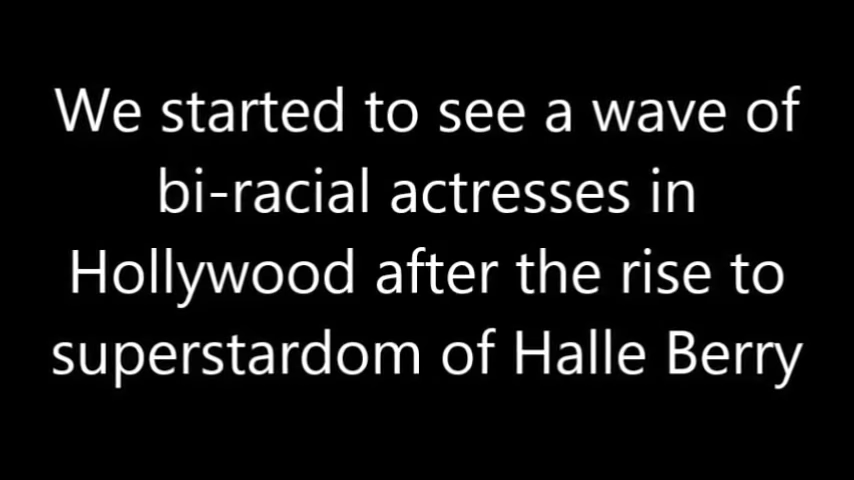 We started to see a wave of
bi-racial actresses in
Hollywood after the rise to
superstardom of Halle Berry